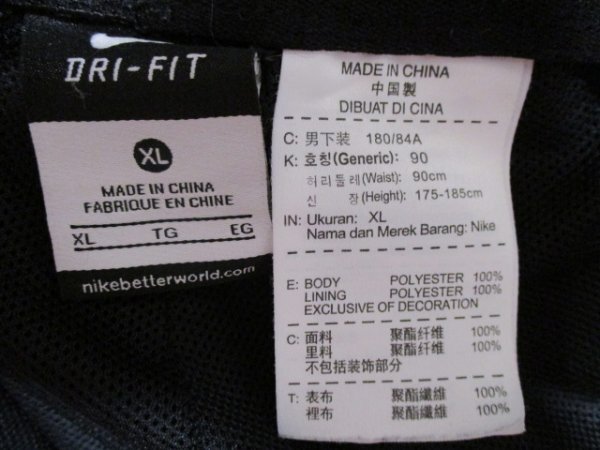 DRI-FIT
XL
MADE IN CHINA
FABRIQUE EN CHINE
XL TG EG
nikebetterworld.com
MADE IN CHINA
中国製
DIBUAT DI CINA
C: 男下装 180/84A
K: 호칭(Generic): 90
허리둘레(Waist): 90cm
신 장(Height): 175-185cm
IN: Ukuran: XL
Nama dan Merek Barang: Nike
E: BODY POLYESTER 100%
LINING POLYESTER 100%
EXCLUSIVE OF DECORATION
C: 面料 聚酯纤维 100%
里料 聚酯纤维 100%
不包括装饰部分
T: 表布 聚酯纖維 100%
裡布 聚酯纖維 100%